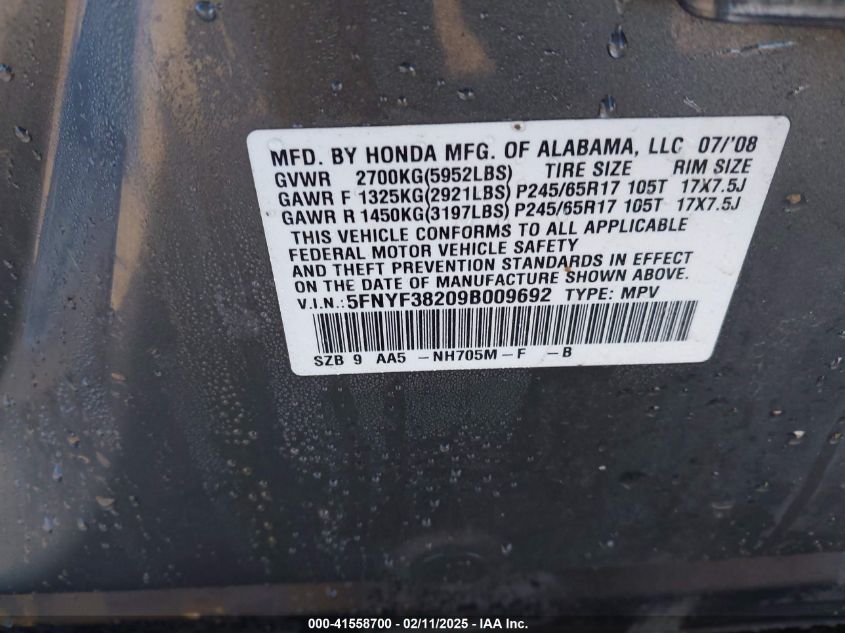 MFD. BY HONDA MFG. OF ALABAMA, LLC 07/'08
GVWR 2700KG(5952LBS) TIRE SIZE RIM SIZE
GAWR F 1325KG(2921LBS) P245/65R17 105T 17X7.5J
GAWR R 1450KG(3197LBS) P245/65R17 105T 17X7.5J
THIS VEHICLE CONFORMS TO ALL APPLICABLE
FEDERAL MOTOR VEHICLE SAFETY
AND THEFT PREVENTION STANDARDS IN EFFECT
ON THE DATE OF MANUFACTURE SHOWN ABOVE.
V.I.N.:5FNYF38209B009692 TYPE: MPV
SZB 9 AA5 -NH705M-F -B
000-41558700 - 02/11/2025 - IAA Inc.